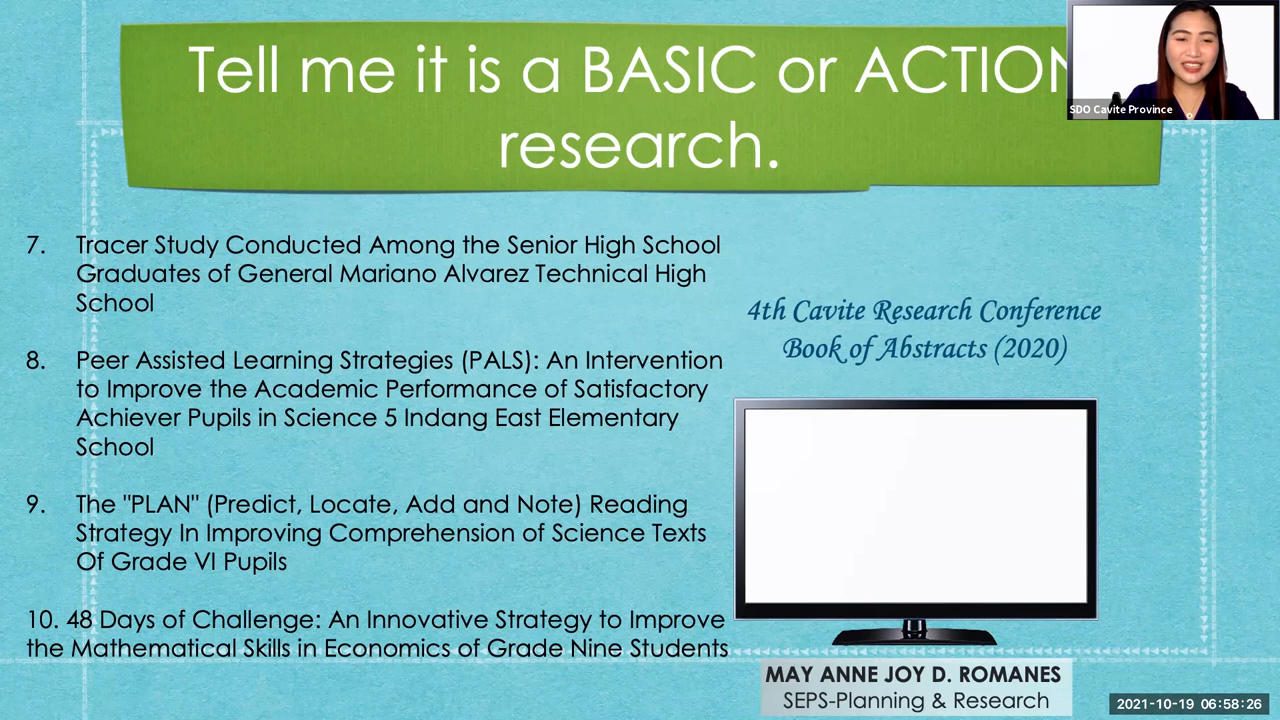 Tell me it is a BASIC or ACTION
research.
SDO Cavite Province
7. Tracer Study Conducted Among the Senior High School
Graduates of General Mariano Alvarez Technical High
School
8. Peer Assisted Learning Strategies (PALS): An Intervention
to Improve the Academic Performance of Satisfactory
Achiever Pupils in Science 5 Indang East Elementary
School
9. The "PLAN" (Predict, Locate, Add and Note) Reading
Strategy In Improving Comprehension of Science Texts
Of Grade VI Pupils
10. 48 Days of Challenge: An Innovative Strategy to Improve
the Mathematical Skills in Economics of Grade Nine Students
4th Cavite Research Conference
Book of Abstracts (2020)
MAY ANNE JOY D. ROMANES
SEPS-Planning & Research
2021-10-19 06:58:26